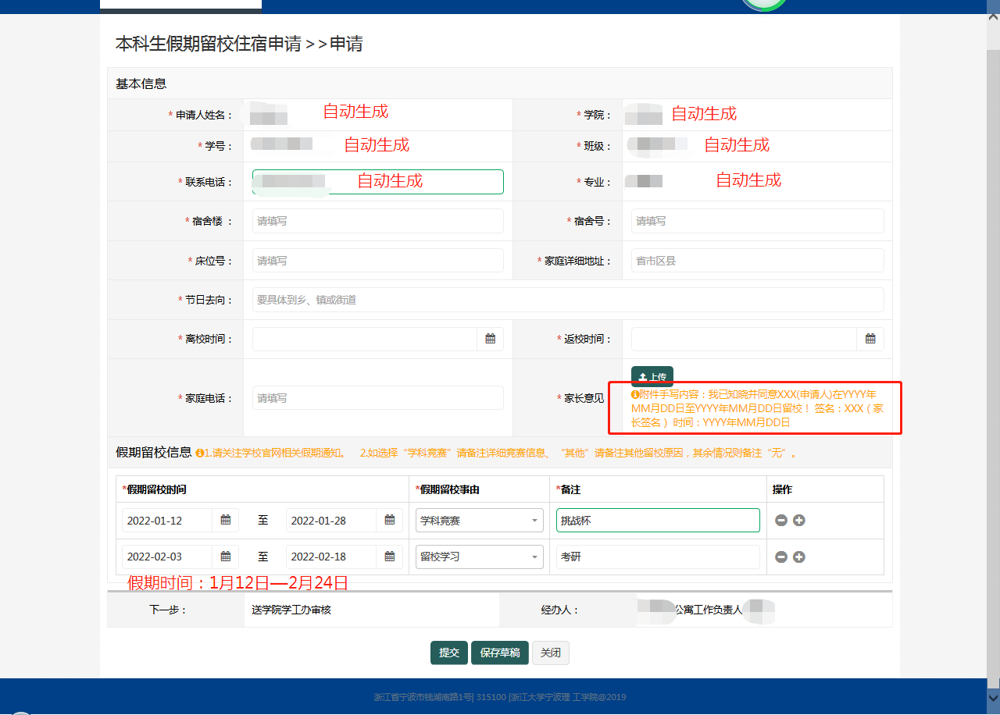 本科生假期留校住宿申请 >>申请
基本信息
* 申请人姓名： 自动生成 * 学院： 自动生成
* 学号： 自动生成 * 班级： 自动生成
* 联系电话： 自动生成 * 专业： 自动生成
* 宿舍楼 ： 请填写 * 宿舍号： 请填写
* 床位号： 请填写 * 家庭详细地址： 省市区县
* 节日去向： 要具体到乡、镇或街道
* 离校时间： * 返校时间：
* 家庭电话： 请填写 * 家长意见 上传
附件手写内容：我已知晓并同意XXX(申请人)在YYYY年
MM月DD日至YYYY年MM月DD日留校！ 签名：XXX（ 家
长签名 ） 时间：YYYY年MM月DD日
假期留校信息 1.请关注学校官网相关假期通知。 2.如选择“学科竞赛”请备注详细竞赛信息、“其他”请备注其他留校原因，其余情况则备注“无”。
*假期留校时间 *假期留校事由 *备注 操作
2022-01-12 至 2022-01-28 学科竞赛 挑战杯
2022-02-03 至 2022-02-18 留校学习 考研
假期时间：1月12日—2月24日
下一步： 送学院学工办审核 经办人： 公寓工作负责人
提交 保存草稿 关闭
浙江省宁波市钱湖南路1号| 315100 |浙江大学宁波理 工学院@2019